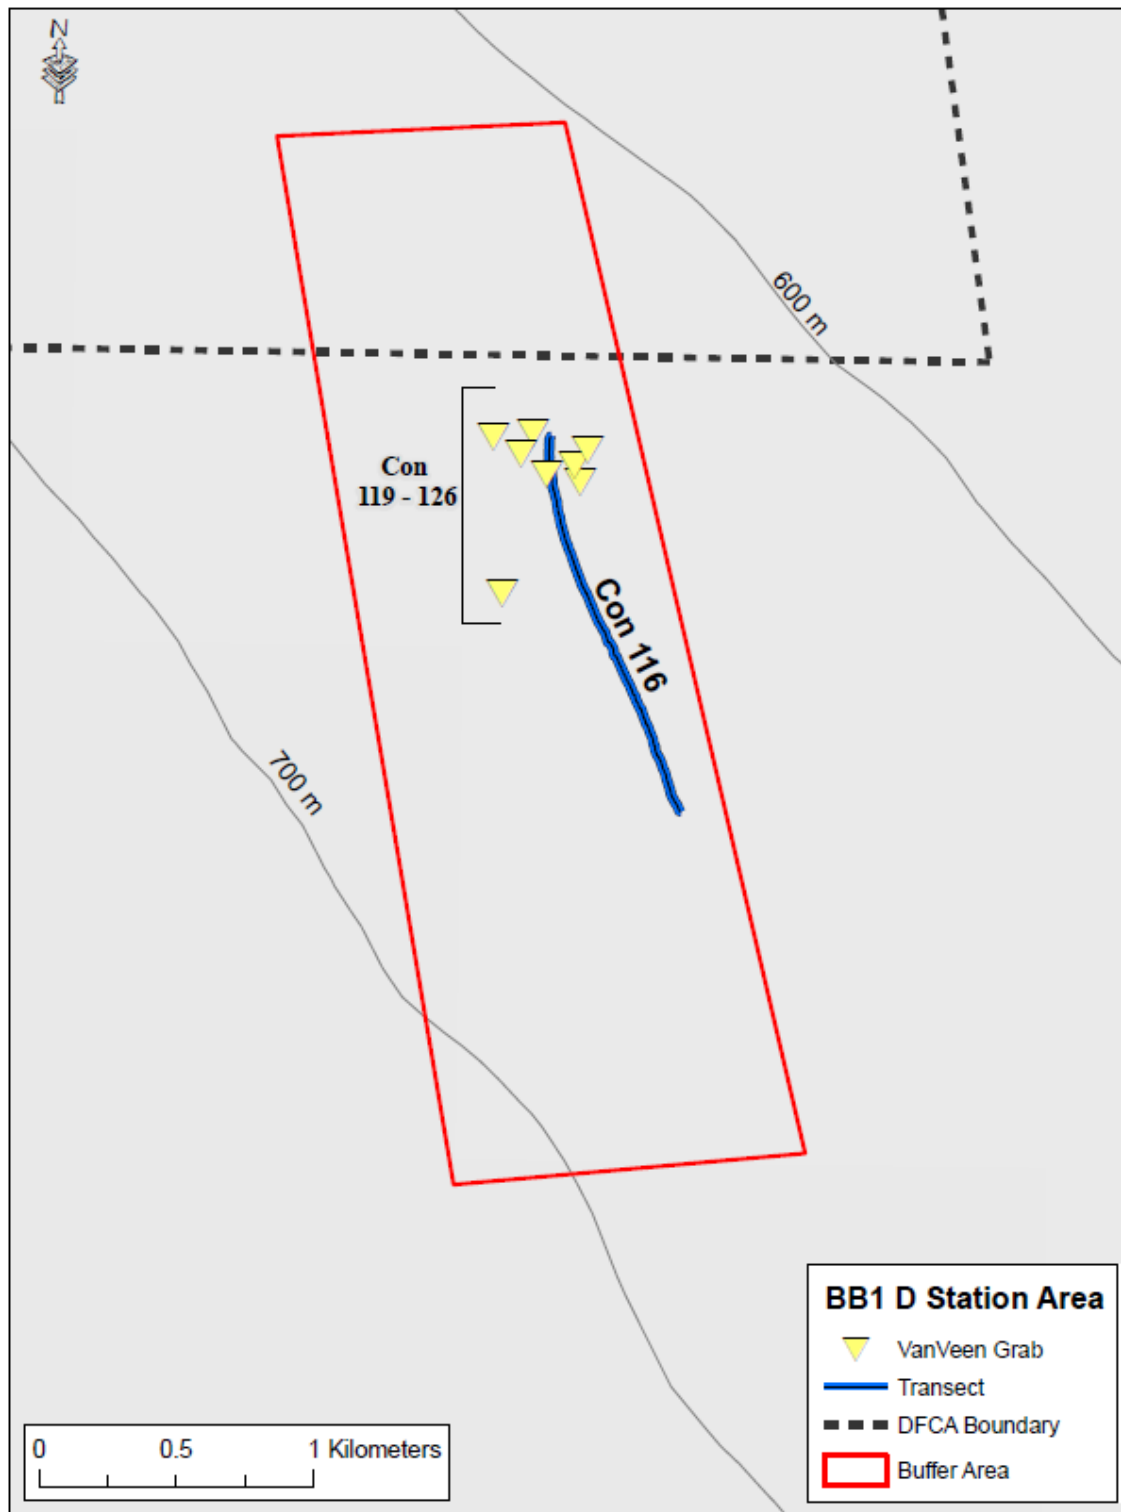 N
600 m
Con
119 - 126
Con 116
700 m
BB1 D Station Area
VanVeen Grab
Transect
DFCA Boundary
Buffer Area
0 0.5 1 Kilometers